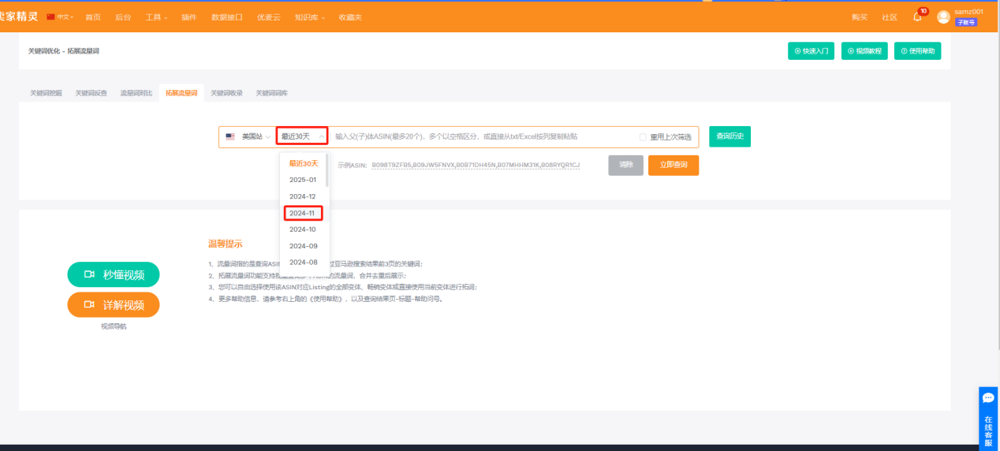 卖家精灵 中文 首页 后台 工具 插件 数据接口 优麦云 知识库 收藏夹 购买 社区 10 samz001
子账号
关键词优化 - 拓展流量词 快速入门 视频教程 使用帮助
关键词挖掘 关键词反查 流量词对比 拓展流量词 关键词收录 关键词词库
美国站 最近30天 输入父(子)体ASIN(最多20个)，多个以空格区分，或直接从txt/Excel按列复制粘贴 重用上次筛选 查询历史
最近30天 示例ASIN: B098T9ZFB5,B09JW5FNVX,B0B71DH45N,B07MHHM31K,B08RYQR1CJ 清除 立即查询
2025-01
2024-12
2024-11
2024-10
2024-09
2024-08
温馨提示
1、流量词指的是查询ASI 过亚马逊搜索结果前3页的关键词；
2、拓展流量词功能支持 的流量词，合并去重后展示；
3、您可以自由选择使用该ASIN对应Listing的全部变体、畅销变体或直接使用当前变体进行拓词；
4、更多帮助信息，请参考右上角的《使用帮助》，以及查询结果页-标题-帮助问号。
秒懂视频
详解视频
视频导航
在线客服